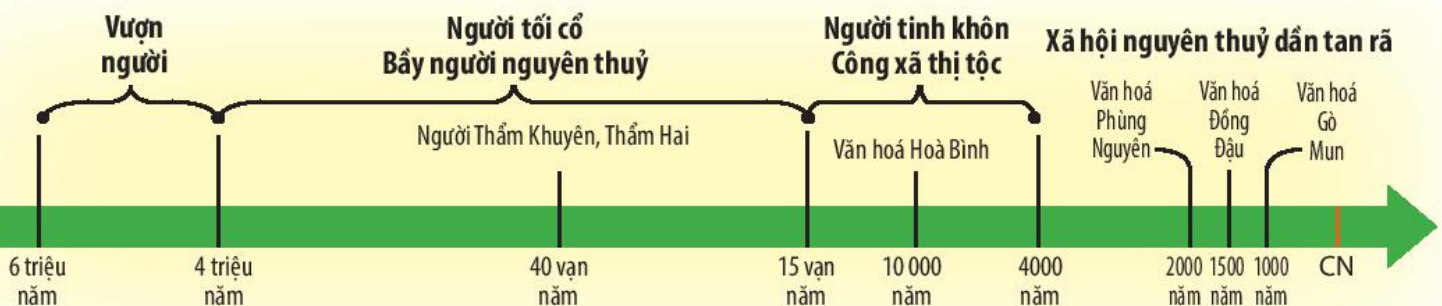 Vượn
người
Người tối cổ
Bầy người nguyên thuỷ
Người tinh khôn
Công xã thị tộc
Xã hội nguyên thuỷ dần tan rã
Người Thẩm Khuyên, Thẩm Hai
Văn hoá Hoà Bình
Văn hoá
Phùng
Nguyên
Văn hoá
Đồng
Đậu
Văn hoá
Gò
Mun
6 triệu
năm
4 triệu
năm
40 vạn
năm
15 vạn
năm
10 000
năm
4000
năm
2000
năm
1500
năm
1000
năm
CN